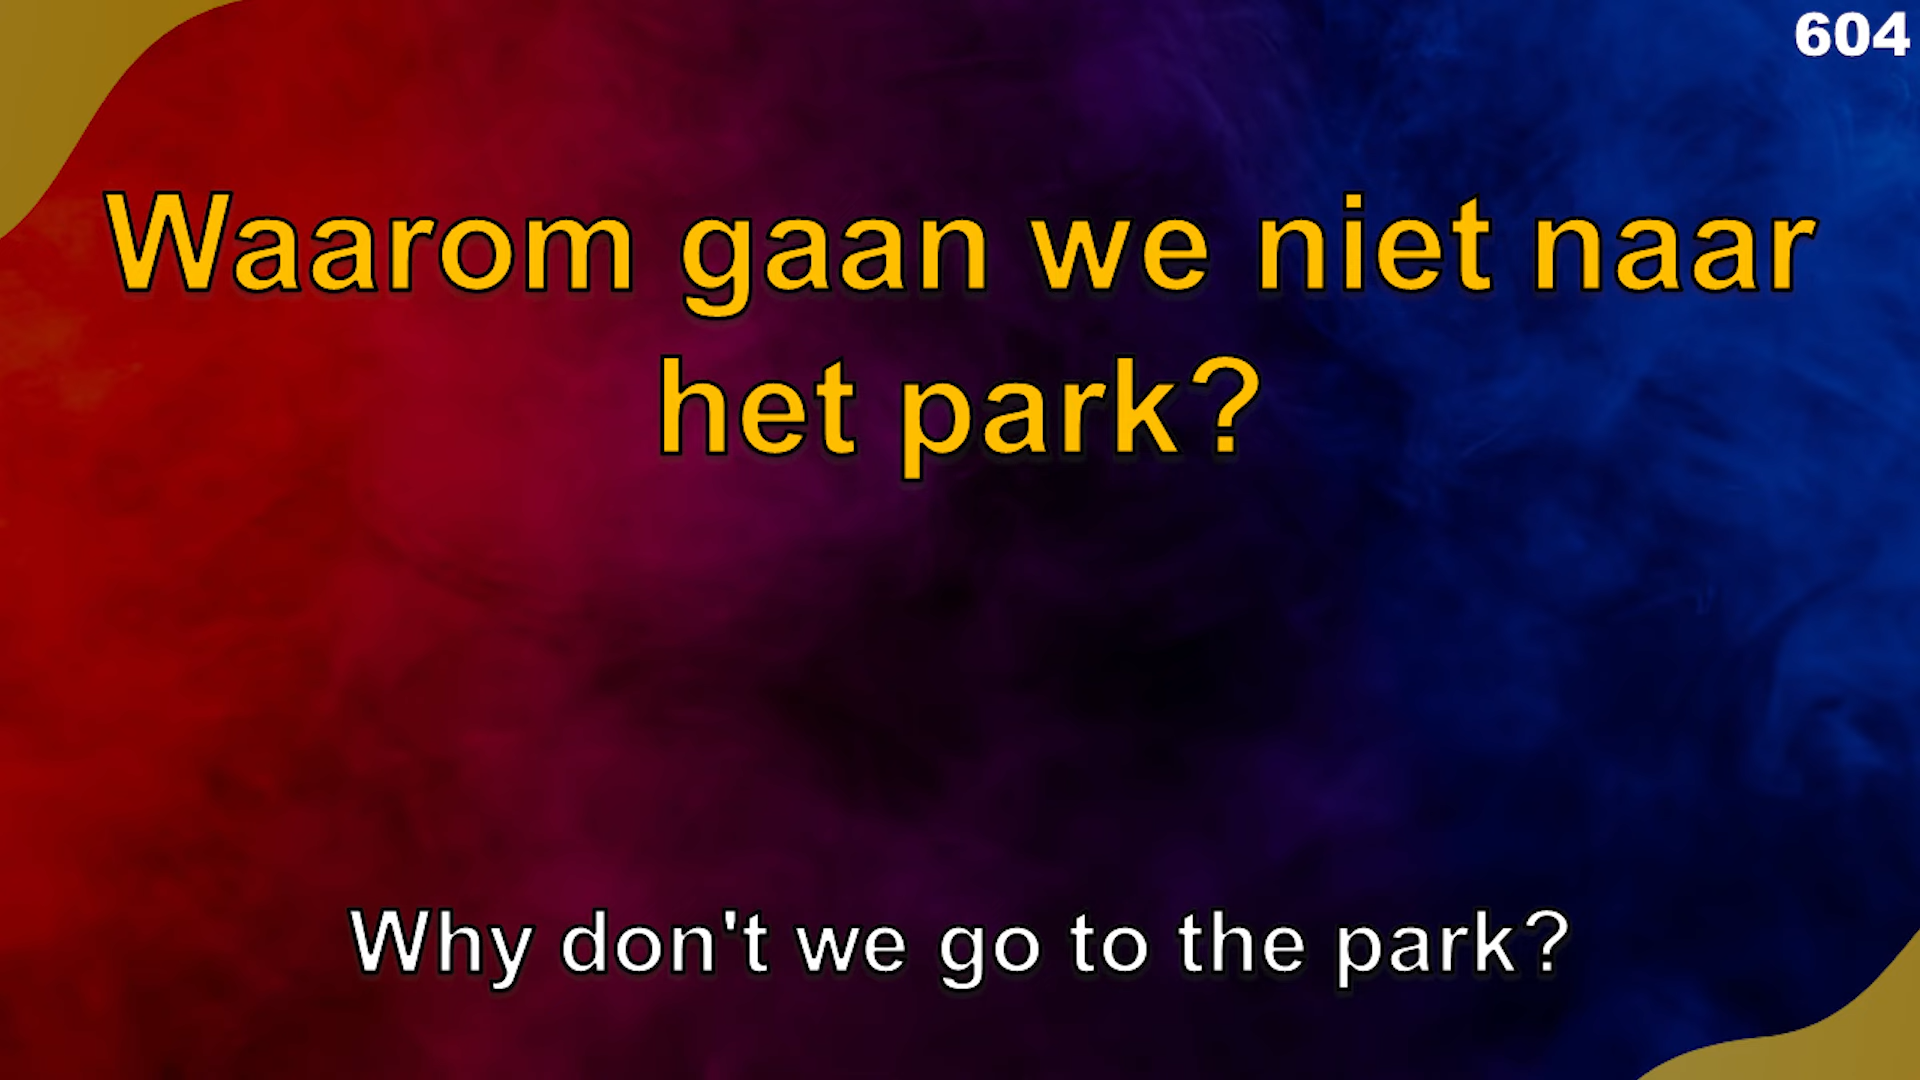 604
Waarom gaan we niet naar
het park?
Why don't we go to the park?